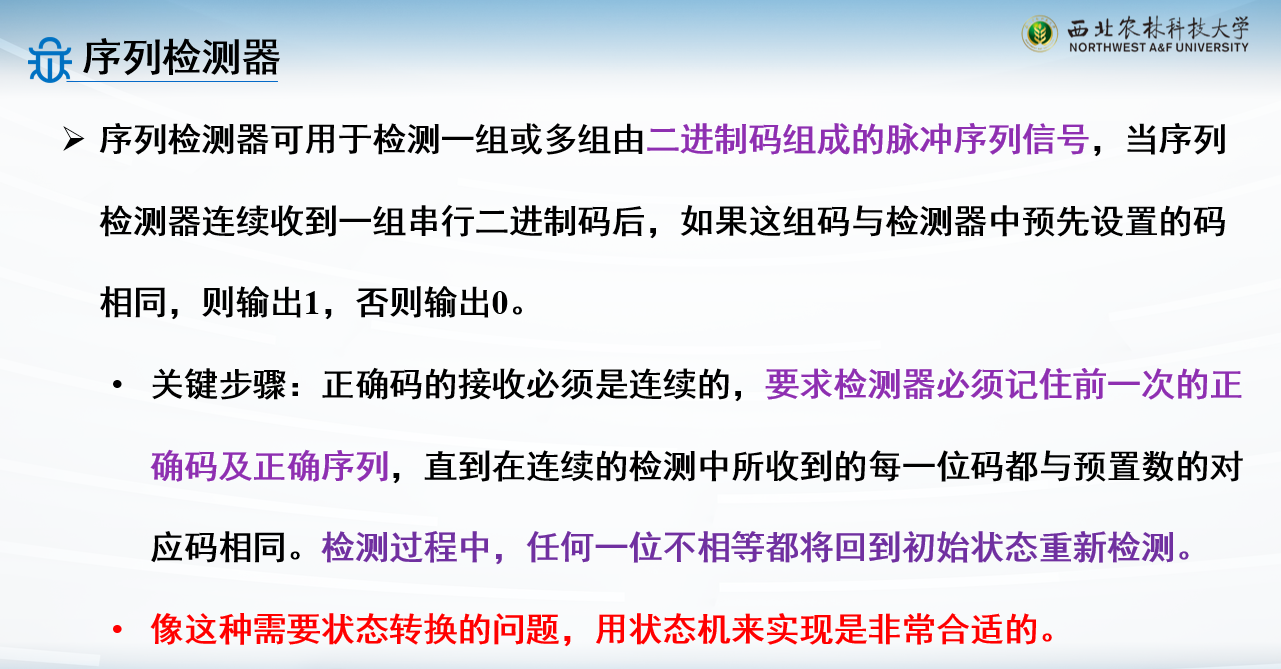 序列检测器
西北农林科技大学
NORTHWEST A&F UNIVERSITY
➢ 序列检测器可用于检测一组或多组由二进制码组成的脉冲序列信号，当序列
检测器连续收到一组串行二进制码后，如果这组码与检测器中预先设置的码
相同，则输出1，否则输出0。
• 关键步骤：正确码的接收必须是连续的，要求检测器必须记住前一次的正
确码及正确序列，直到在连续的检测中所收到的每一位码都与预置数的对
应码相同。检测过程中，任何一位不相等都将回到初始状态重新检测。
• 像这种需要状态转换的问题，用状态机来实现是非常合适的。